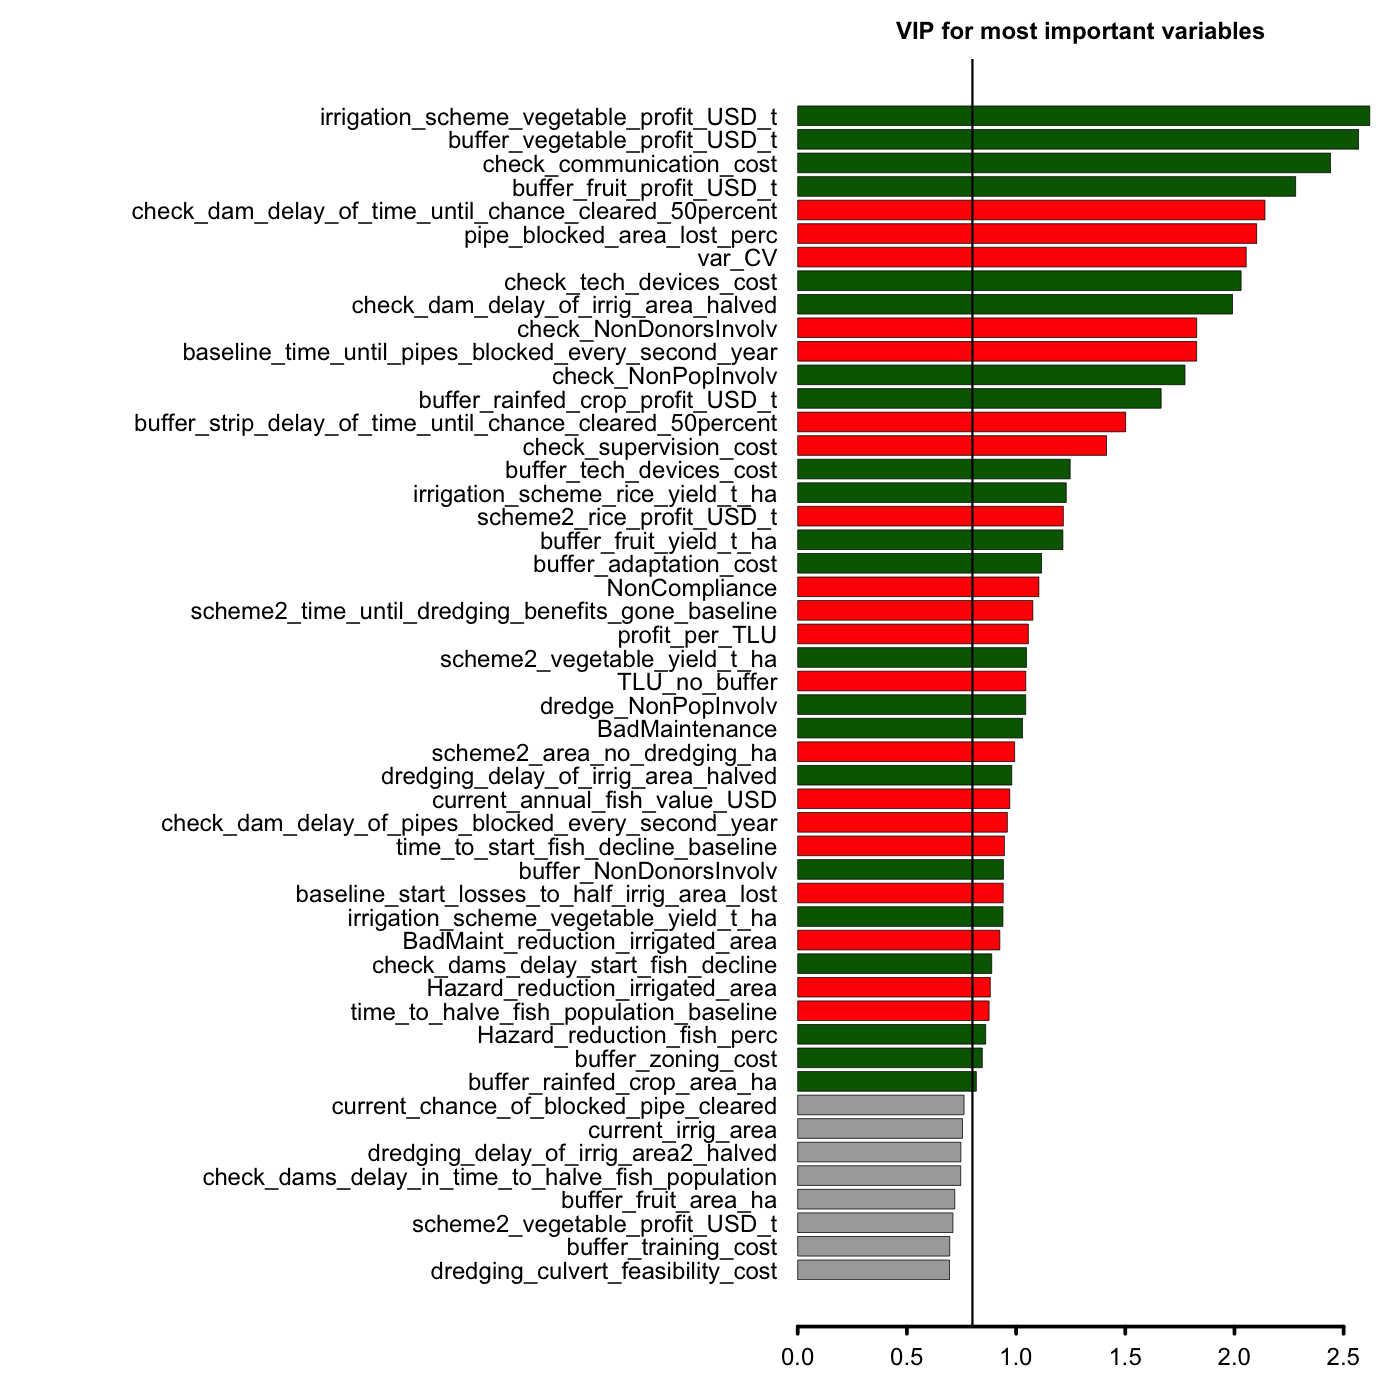 VIP for most important variables
irrigation_scheme_vegetable_profit_USD_t
buffer_vegetable_profit_USD_t
check_communication_cost
buffer_fruit_profit_USD_t
check_dam_delay_of_time_until_chance_cleared_50percent
pipe_blocked_area_lost_perc
var_CV
check_tech_devices_cost
check_dam_delay_of_irrig_area_halved
check_NonDonorsInvolv
baseline_time_until_pipes_blocked_every_second_year
check_NonPopInvolv
buffer_rainfed_crop_profit_USD_t
buffer_strip_delay_of_time_until_chance_cleared_50percent
check_supervision_cost
buffer_tech_devices_cost
irrigation_scheme_rice_yield_t_ha
scheme2_rice_profit_USD_t
buffer_fruit_yield_t_ha
buffer_adaptation_cost
NonCompliance
scheme2_time_until_dredging_benefits_gone_baseline
profit_per_TLU
scheme2_vegetable_yield_t_ha
TLU_no_buffer
dredge_NonPopInvolv
BadMaintenance
scheme2_area_no_dredging_ha
dredging_delay_of_irrig_area_halved
current_annual_fish_value_USD
check_dam_delay_of_pipes_blocked_every_second_year
time_to_start_fish_decline_baseline
buffer_NonDonorsInvolv
baseline_start_losses_to_half_irrig_area_lost
irrigation_scheme_vegetable_yield_t_ha
BadMaint_reduction_irrigated_area
check_dams_delay_start_fish_decline
Hazard_reduction_irrigated_area
time_to_halve_fish_population_baseline
Hazard_reduction_fish_perc
buffer_zoning_cost
buffer_rainfed_crop_area_ha
current_chance_of_blocked_pipe_cleared
current_irrig_area
dredging_delay_of_irrig_area2_halved
check_dams_delay_in_time_to_halve_fish_population
buffer_fruit_area_ha
scheme2_vegetable_profit_USD_t
buffer_training_cost
dredging_culvert_feasibility_cost
0.0 0.5 1.0 1.5 2.0 2.5